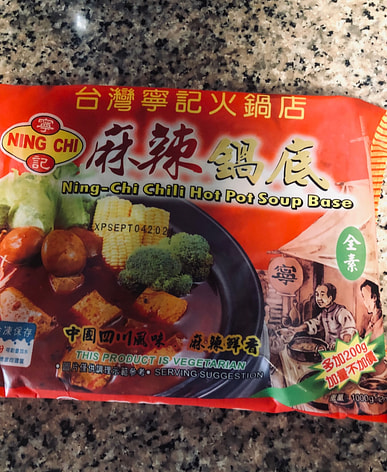 台灣寧記火鍋店
寧
NING CHI
記
麻辣鍋底
Ning-Chi Chili Hot Pot Soup Base
EXPSEPT04202
全素
寧
中國四川風味 麻辣鮮香
THIS PRODUCT IS VEGETARIAN
SERVING SUGGESTION
多加200g
加量不加價
1000g